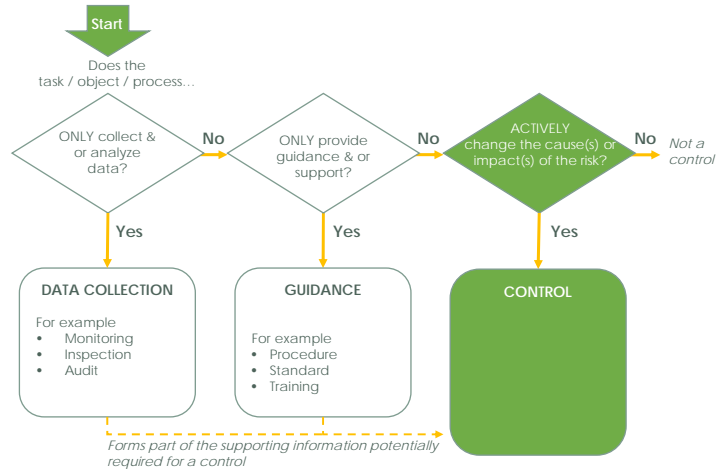 Start
Does the
task / object / process…
ONLY collect &
or analyze
data?
No
ONLY provide
guidance & or
support?
No
ACTIVELY
change the cause(s) or
impact(s) of the risk?
No
Not a
control
Yes
Yes
Yes
DATA COLLECTION
For example
• Monitoring
• Inspection
• Audit
GUIDANCE
For example
• Procedure
• Standard
• Training
CONTROL
Forms part of the supporting information potentially
required for a control